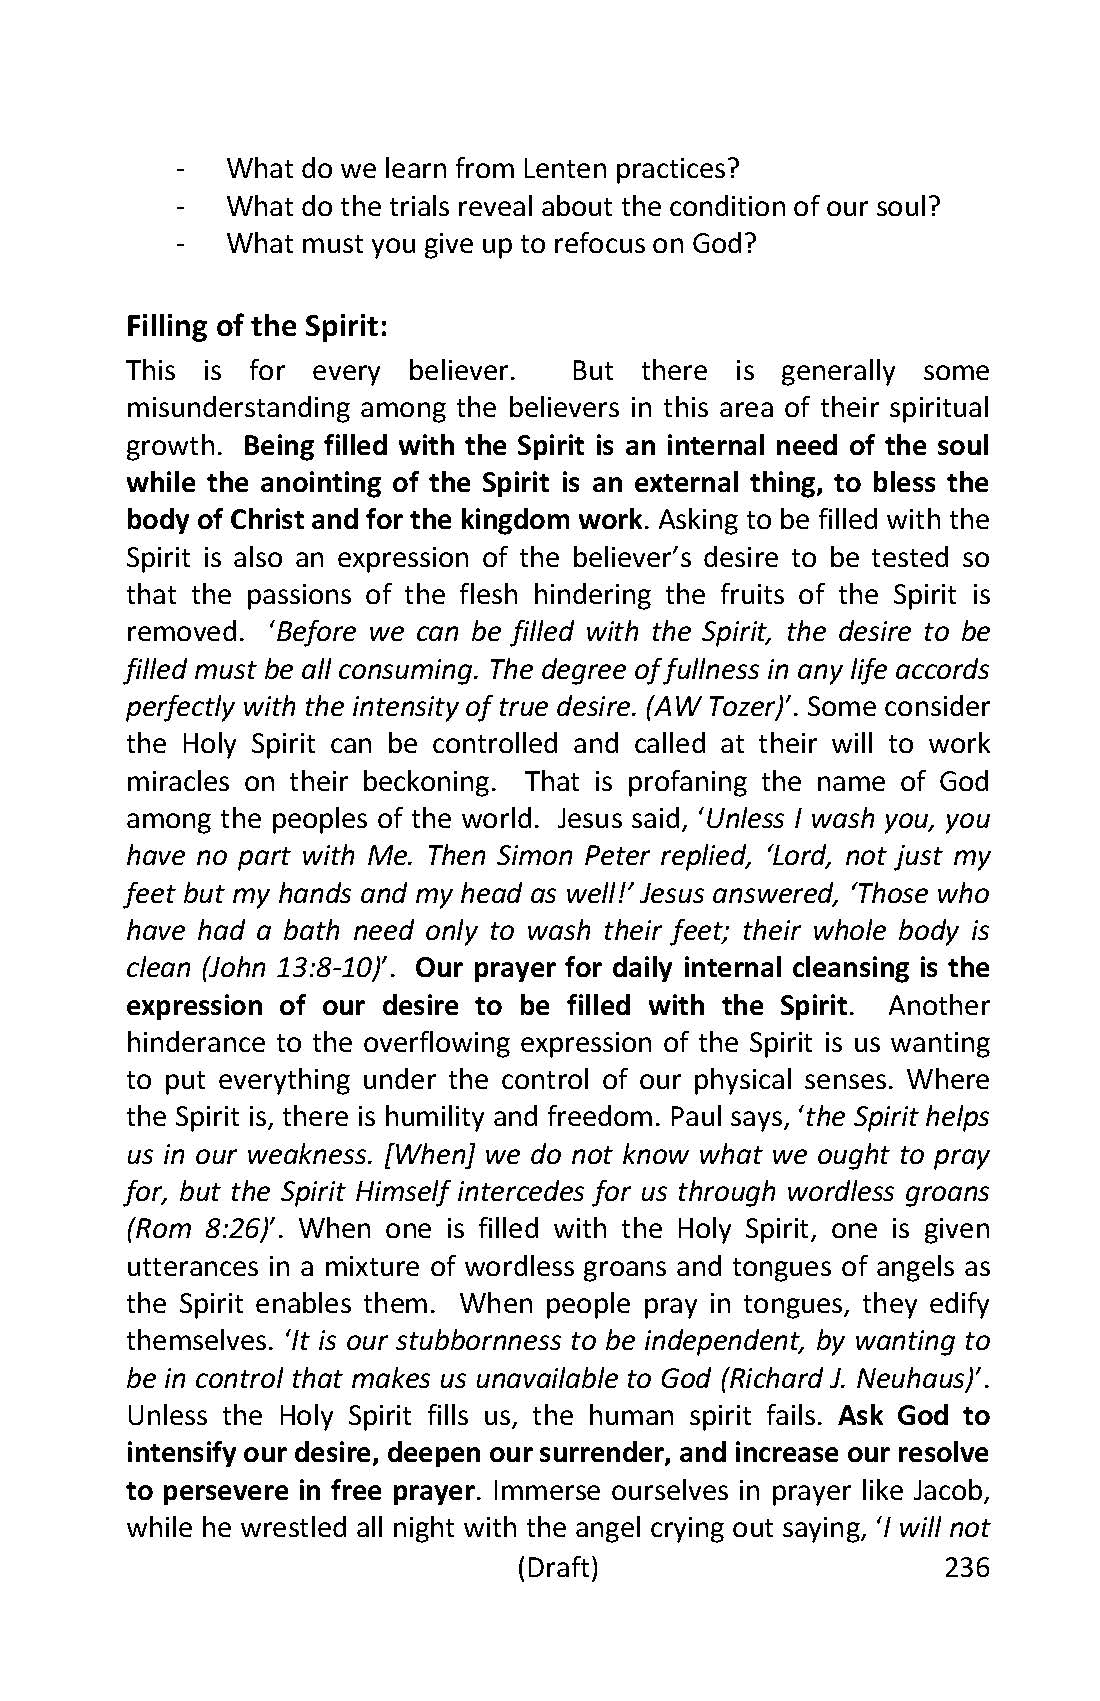 - What do we learn from Lenten practices?
- What do the trials reveal about the condition of our soul?
- What must you give up to refocus on God?
Filling of the Spirit:
This is for every believer. But there is generally some
misunderstanding among the believers in this area of their spiritual
growth. Being filled with the Spirit is an internal need of the soul
while the anointing of the Spirit is an external thing, to bless the
body of Christ and for the kingdom work. Asking to be filled with the
Spirit is also an expression of the believer’s desire to be tested so
that the passions of the flesh hindering the fruits of the Spirit is
removed. ‘Before we can be filled with the Spirit, the desire to be
filled must be all consuming. The degree of fullness in any life accords
perfectly with the intensity of true desire. (AW Tozer)’. Some consider
the Holy Spirit can be controlled and called at their will to work
miracles on their beckoning. That is profaning the name of God
among the peoples of the world. Jesus said, ‘Unless I wash you, you
have no part with Me. Then Simon Peter replied, ‘Lord, not just my
feet but my hands and my head as well!’ Jesus answered, ‘Those who
have had a bath need only to wash their feet; their whole body is
clean (John 13:8-10)’. Our prayer for daily internal cleansing is the
expression of our desire to be filled with the Spirit. Another
hinderance to the overflowing expression of the Spirit is us wanting
to put everything under the control of our physical senses. Where
the Spirit is, there is humility and freedom. Paul says, ‘the Spirit helps
us in our weakness. [When] we do not know what we ought to pray
for, but the Spirit Himself intercedes for us through wordless groans
(Rom 8:26)’. When one is filled with the Holy Spirit, one is given
utterances in a mixture of wordless groans and tongues of angels as
the Spirit enables them. When people pray in tongues, they edify
themselves. ‘It is our stubbornness to be independent, by wanting to
be in control that makes us unavailable to God (Richard J. Neuhaus)’.
Unless the Holy Spirit fills us, the human spirit fails. Ask God to
intensify our desire, deepen our surrender, and increase our resolve
to persevere in free prayer. Immerse ourselves in prayer like Jacob,
while he wrestled all night with the angel crying out saying, ‘I will not
(Draft) 236